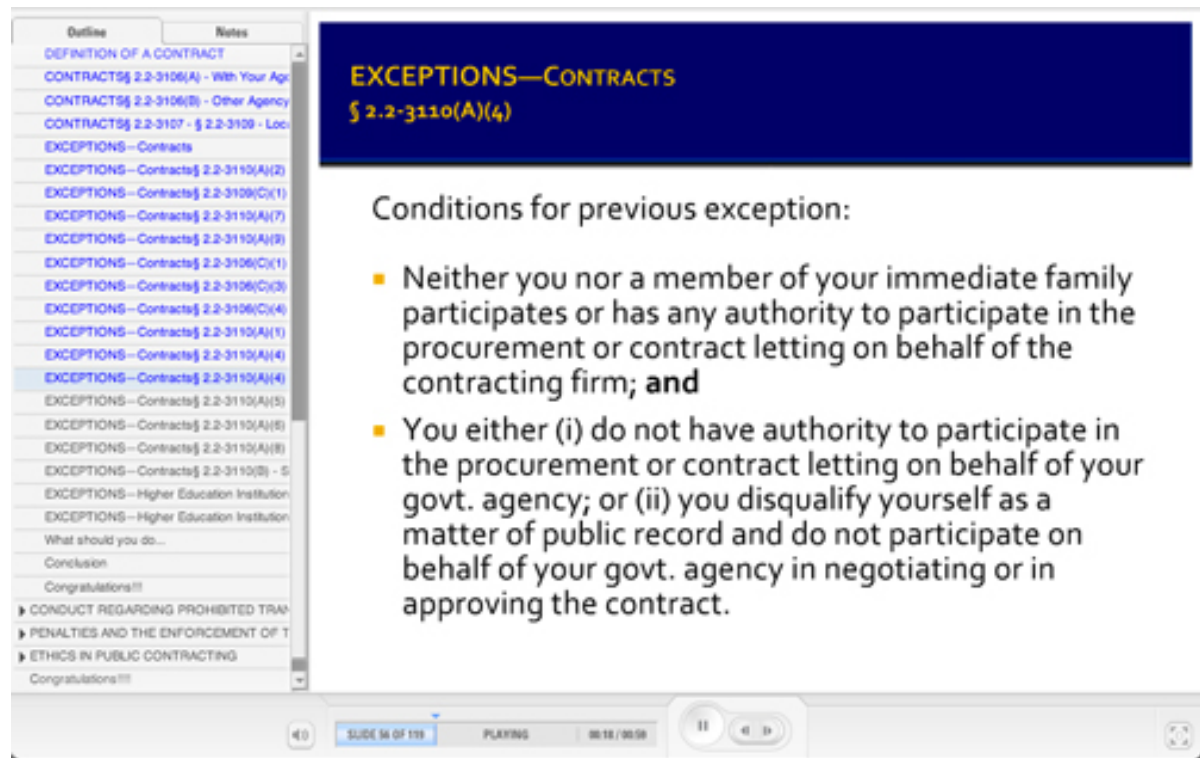 Outline Notes
DEFINITION OF A CONTRACT
CONTRACTS§ 2.2-3106(A) - With Your Age
CONTRACTS§ 2.2-3106(B) - Other Agency
CONTRACTS§ 2.2-3107 - § 2.2-3109 - Loca
EXCEPTIONS—Contracts
EXCEPTIONS—Contracts§ 2.2-3110(A)(2)
EXCEPTIONS—Contracts§ 2.2-3109(C)(1)
EXCEPTIONS—Contracts§ 2.2-3110(A)(7)
EXCEPTIONS—Contracts§ 2.2-3110(A)(9)
EXCEPTIONS—Contracts§ 2.2-3106(C)(1)
EXCEPTIONS—Contracts§ 2.2-3106(C)(3)
EXCEPTIONS—Contracts§ 2.2-3106(C)(4)
EXCEPTIONS—Contracts§ 2.2-3110(A)(1)
EXCEPTIONS—Contracts§ 2.2-3110(A)(4)
EXCEPTIONS—Contracts§ 2.2-3110(A)(4)
EXCEPTIONS—Contracts§ 2.2-3110(A)(5)
EXCEPTIONS—Contracts§ 2.2-3110(A)(6)
EXCEPTIONS—Contracts§ 2.2-3110(A)(8)
EXCEPTIONS—Contracts§ 2.2-3110(B) - S
EXCEPTIONS—Higher Education Institution
EXCEPTIONS—Higher Education Institution
What should you do...
Conclusion
Congratulations!!!
CONDUCT REGARDING PROHIBITED TRAN
PENALTIES AND THE ENFORCEMENT OF T
ETHICS IN PUBLIC CONTRACTING
Congratulations!!!!
EXCEPTIONS—CONTRACTS
§ 2.2-3110(A)(4)
Conditions for previous exception:
Neither you nor a member of your immediate family
participates or has any authority to participate in the
procurement or contract letting on behalf of the
contracting firm; and
You either (i) do not have authority to participate in
the procurement or contract letting on behalf of your
govt. agency; or (ii) you disqualify yourself as a
matter of public record and do not participate on
behalf of your govt. agency in negotiating or in
approving the contract.
SLIDE 56 OF 119 PLAYING 00:18 / 00:58